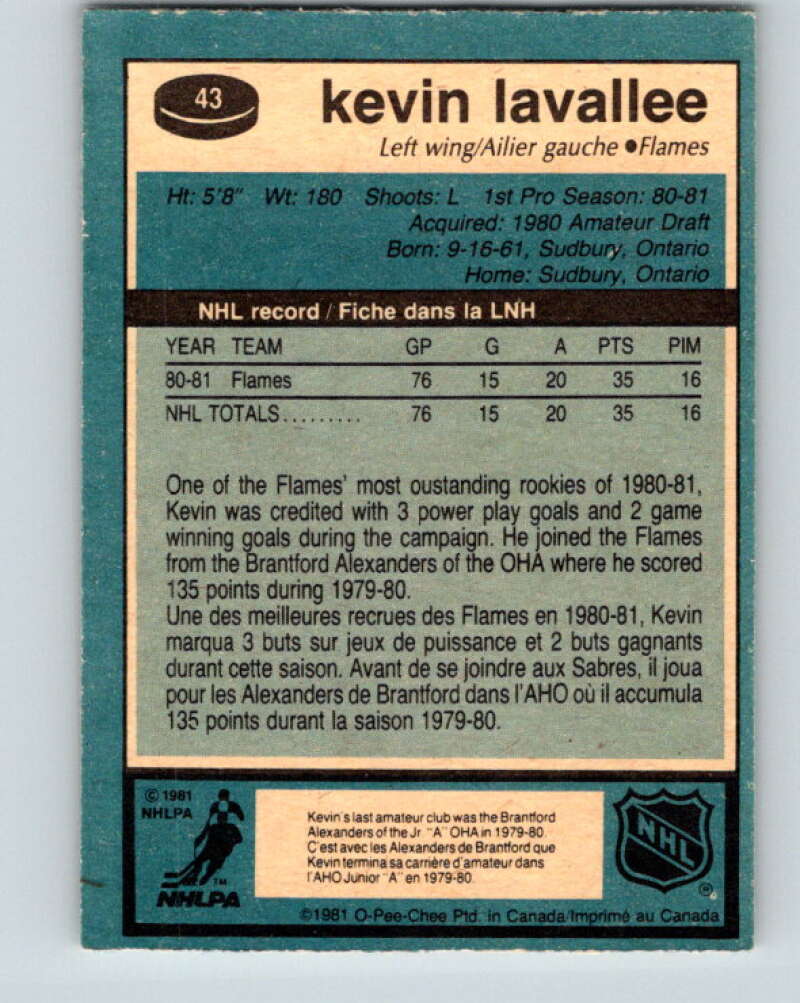 43
kevin lavallee
Left wing/Ailier gauche ●Flames
Ht: 5'8" Wt: 180 Shoots: L 1st Pro Season: 80-81
Acquired: 1980 Amateur Draft
Born: 9-16-61, Sudbury, Ontario
Home: Sudbury, Ontario
NHL record / Fiche dans la LNH
YEAR TEAM GP G A PTS PIM
80-81 Flames 76 15 20 35 16
NHL TOTALS......... 76 15 20 35 16
One of the Flames' most oustanding rookies of 1980-81,
Kevin was credited with 3 power play goals and 2 game
winning goals during the campaign. He joined the Flames
from the Brantford Alexanders of the OHA where he scored
135 points during 1979-80.
Une des meilleures recrues des Flames en 1980-81, Kevin
marqua 3 buts sur jeux de puissance et 2 buts gagnants
durant cette saison. Avant de se joindre aux Sabres, il joua
pour les Alexanders de Brantford dans l'AHO où il accumula
135 points durant la saison 1979-80.
© 1981
NHLPA
TM
NHLPA
Kevin's last amateur club was the Brantford
Alexanders of the Jr. "A" OHA in 1979-80.
C'est avec les Alexanders de Brantford que
Kevin termina sa carrière d'amateur dans
l'AHO Junior "A" en 1979-80.
NHL
®
©1981 O-Pee-Chee Ptd. in Canada/Imprimé au Canada